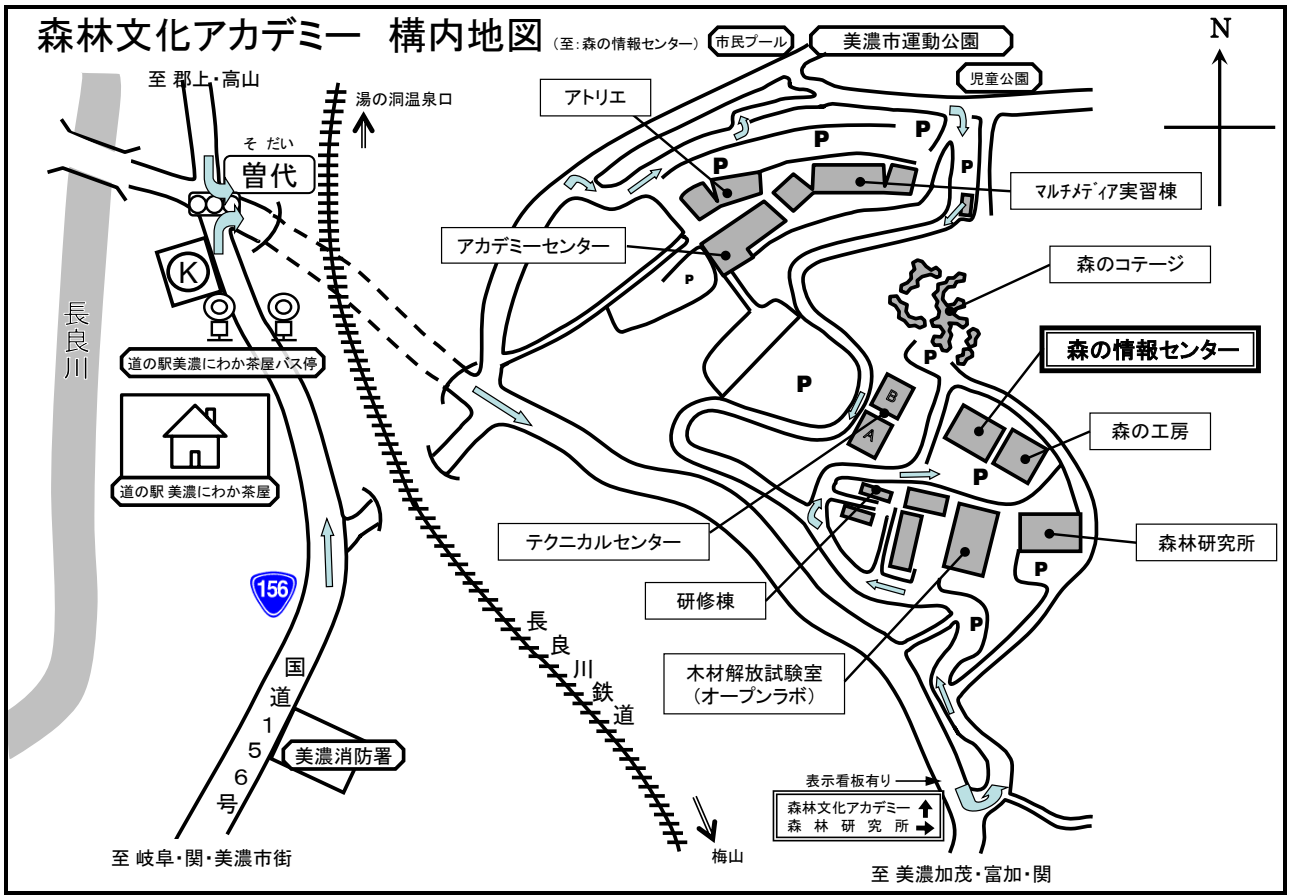 森林文化アカデミー　構内地図
(至：森の情報センター)
市民プール
美濃市運動公園
N
児童公園
至 郡上・高山
湯の洞温泉口
アトリエ
P
P
P
P
そ だい
曽代
マルチメディア実習棟
アカデミーセンター
P
森のコテージ
K
長良川
道の駅美濃にわか茶屋バス停
森の情報センター
P
P
B
A
森の工房
P
道の駅 美濃にわか茶屋
テクニカルセンター
森林研究所
P
156
研修棟
P
長良川鉄道
木材解放試験室
(オープンラボ)
国道１５６号
美濃消防署
表示看板有り
森林文化アカデミー
森林研究所
梅山
至 岐阜・関・美濃市街
至 美濃加茂・富加・関